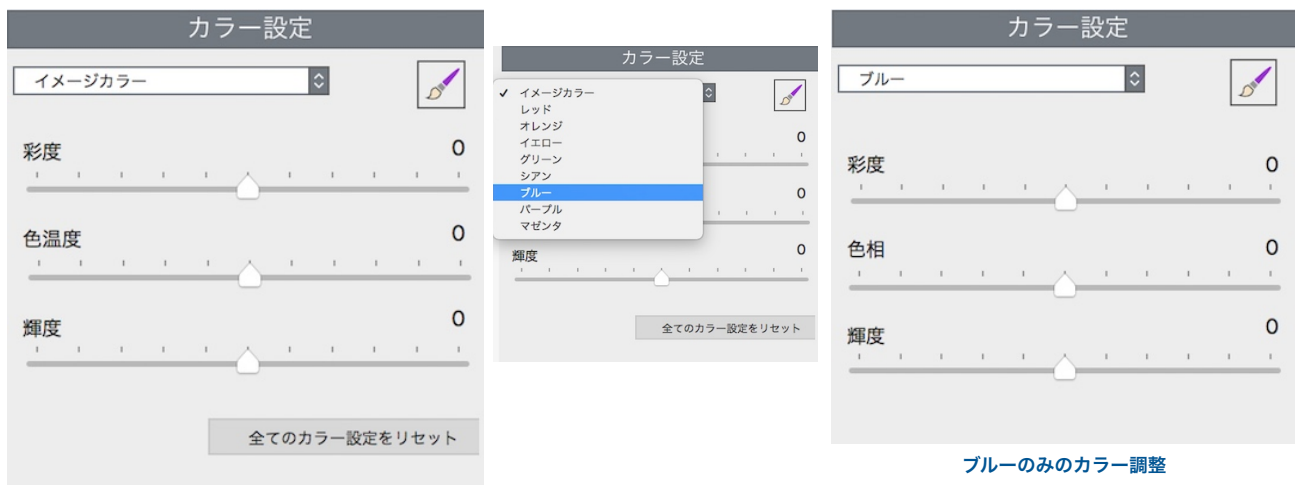 カラー設定
イメージカラー
彩度 0
色温度 0
輝度 0
全てのカラー設定をリセット
カラー設定
✓ イメージカラー
レッド
オレンジ
イエロー
グリーン
シアン
ブルー
パープル
マゼンタ
0
0
輝度 0
全てのカラー設定をリセット
カラー設定
ブルー
彩度 0
色相 0
輝度 0
ブルーのみのカラー調整